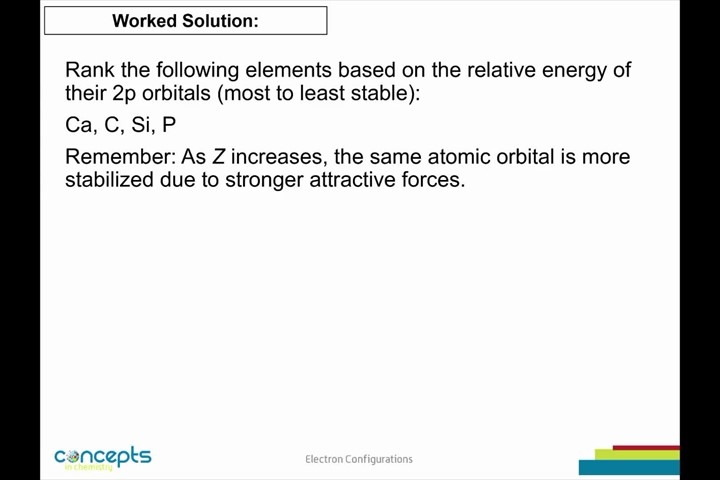 Worked Solution:
Rank the following elements based on the relative energy of
their 2p orbitals (most to least stable):
Ca, C, Si, P
Remember: As Z increases, the same atomic orbital is more
stabilized due to stronger attractive forces.
concepts
in chemistry
Electron Configurations